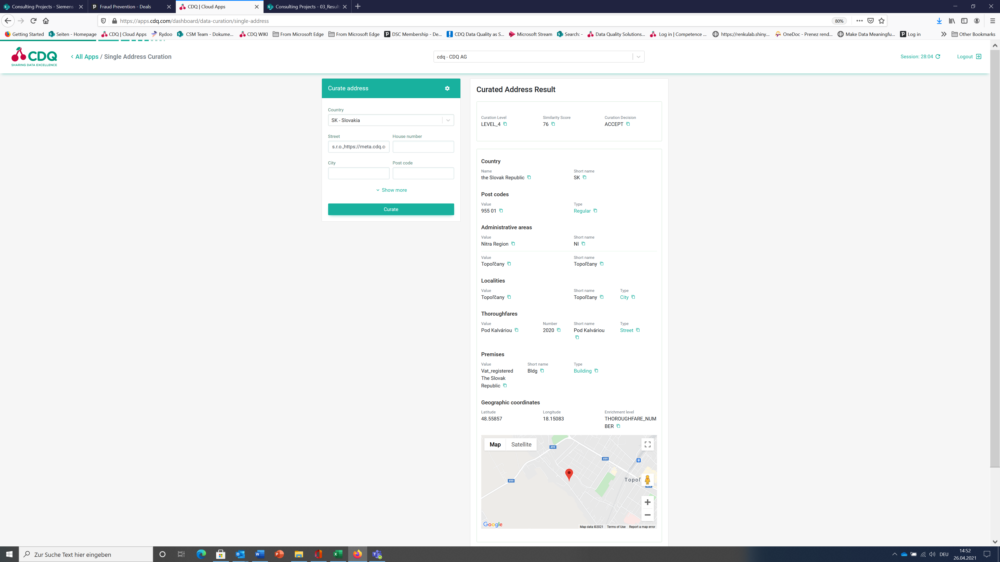 Consulting Projects - Siemens -
Fraud Prevention - Deals
CDQ | Cloud Apps
Consulting Projects - 03_Result
https://apps.cdq.com/dashboard/data-curation/single-address
80%
Getting Started
Seiten - Homepage
CDQ | Cloud Apps
Rydoo
CSM Team - Dokume...
CDQ WIKI
From Microsoft Edge
From Microsoft Edge
DSC Membership - De...
CDQ Data Quality as S...
Microsoft Stream
Search: -
Data Quality Solutions...
Log in | Competence ...
https://renkulab.shiny...
OneDoc - Prenez rend...
Make Data Meaningfu...
Log in
Other Bookmarks
CDQ
SHARING DATA EXCELLENCE
< All Apps / Single Address Curation
cdq - CDQ AG
Session: 28:04
Logout
Curate address
Country
SK - Slovakia
Street
House number
s.r.o.,https://meta.cdq.c
City
Post code
Show more
Curate
Curated Address Result
Curation Level
Similarity Score
Curation Decision
LEVEL_4
76
ACCEPT
Country
Name
Short name
the Slovak Republic
SK
Post codes
Value
Type
955 01
Regular
Administrative areas
Value
Short name
Nitra Region
NI
Value
Short name
Topoľčany
Topoľčany
Localities
Value
Short name
Type
Topoľčany
Topoľčany
City
Thoroughfares
Value
Number
Short name
Type
Pod Kalváriou
2020
Pod Kalváriou
Street
Premises
Value
Short name
Type
Vat_registered
Bldg
Building
The Slovak
Republic
Geographic coordinates
Latitude
Longitude
Enrichment level
48.55857
18.15083
THOROUGHFARE_NUM
BER
Map
Satellite
499
499
499
Topoľ
Google
Map data ©2021
Terms of Use
Report a map error
Zur Suche Text hier eingeben
DEU
14:52
26.04.2021